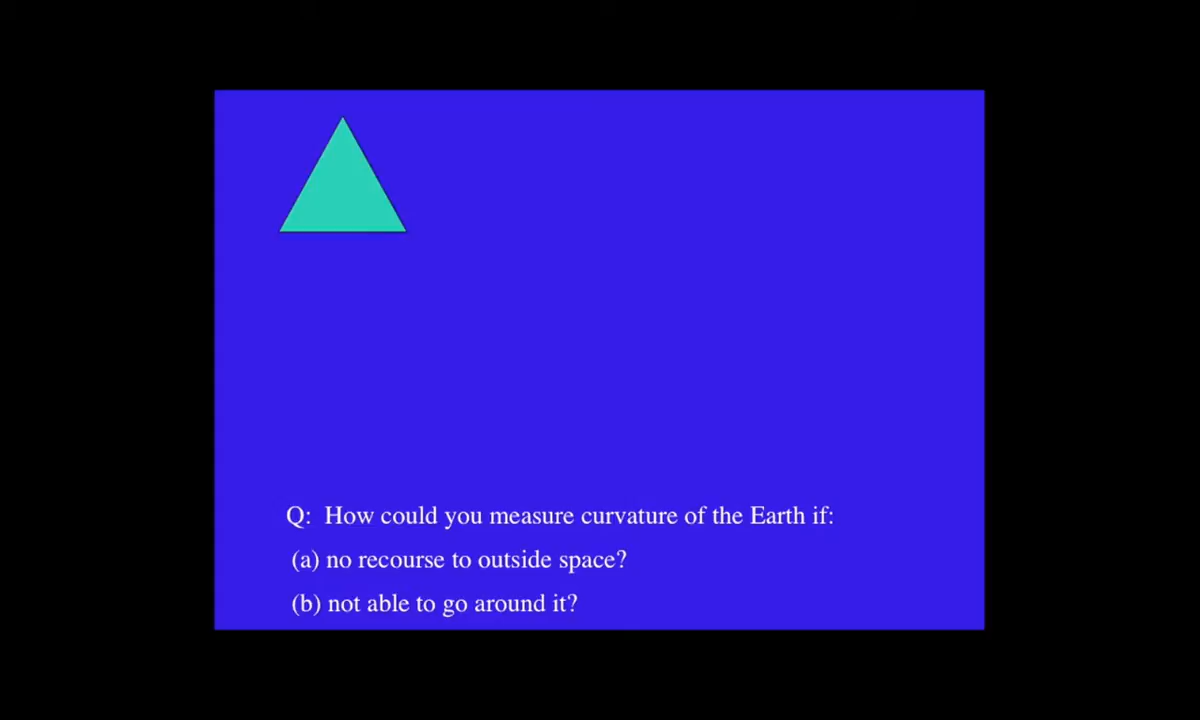 Q: How could you measure curvature of the Earth if:
(a) no recourse to outside space?
(b) not able to go around it?